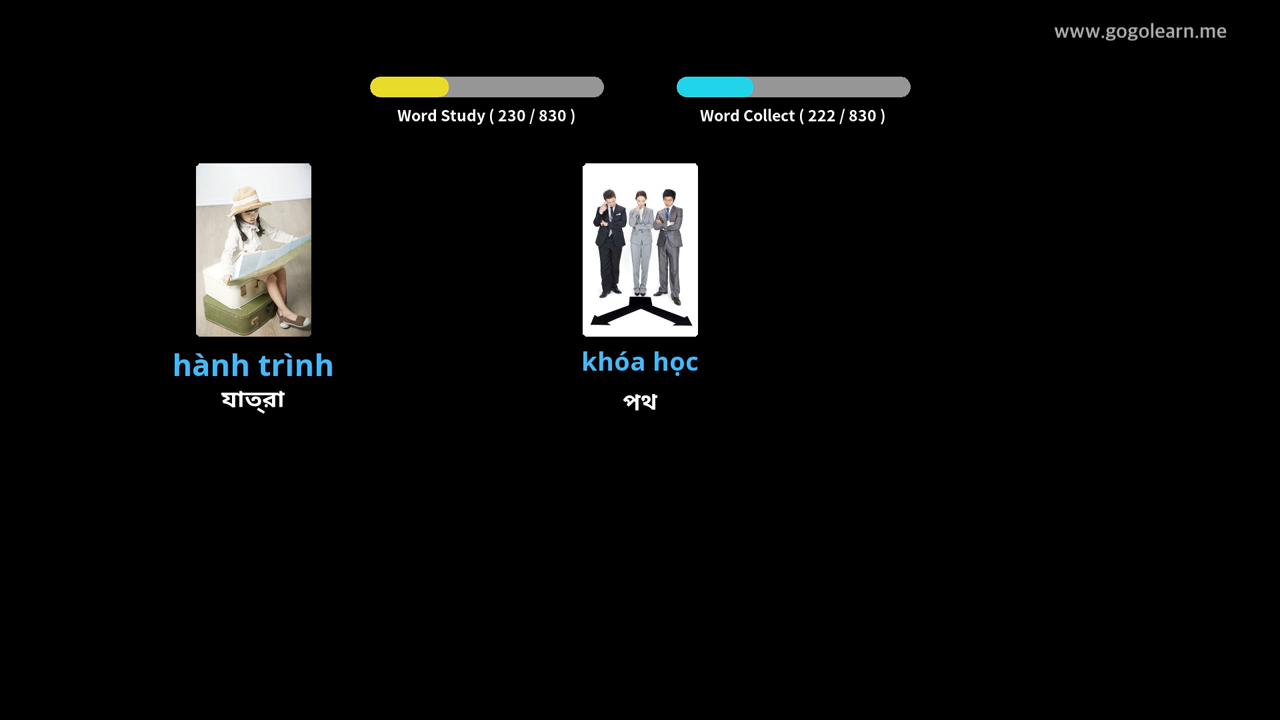 www.gogolearn.me
Word Study ( 230 / 830 )
Word Collect ( 222 / 830 )
hành trình
যাত্রা
khóa học
পথ